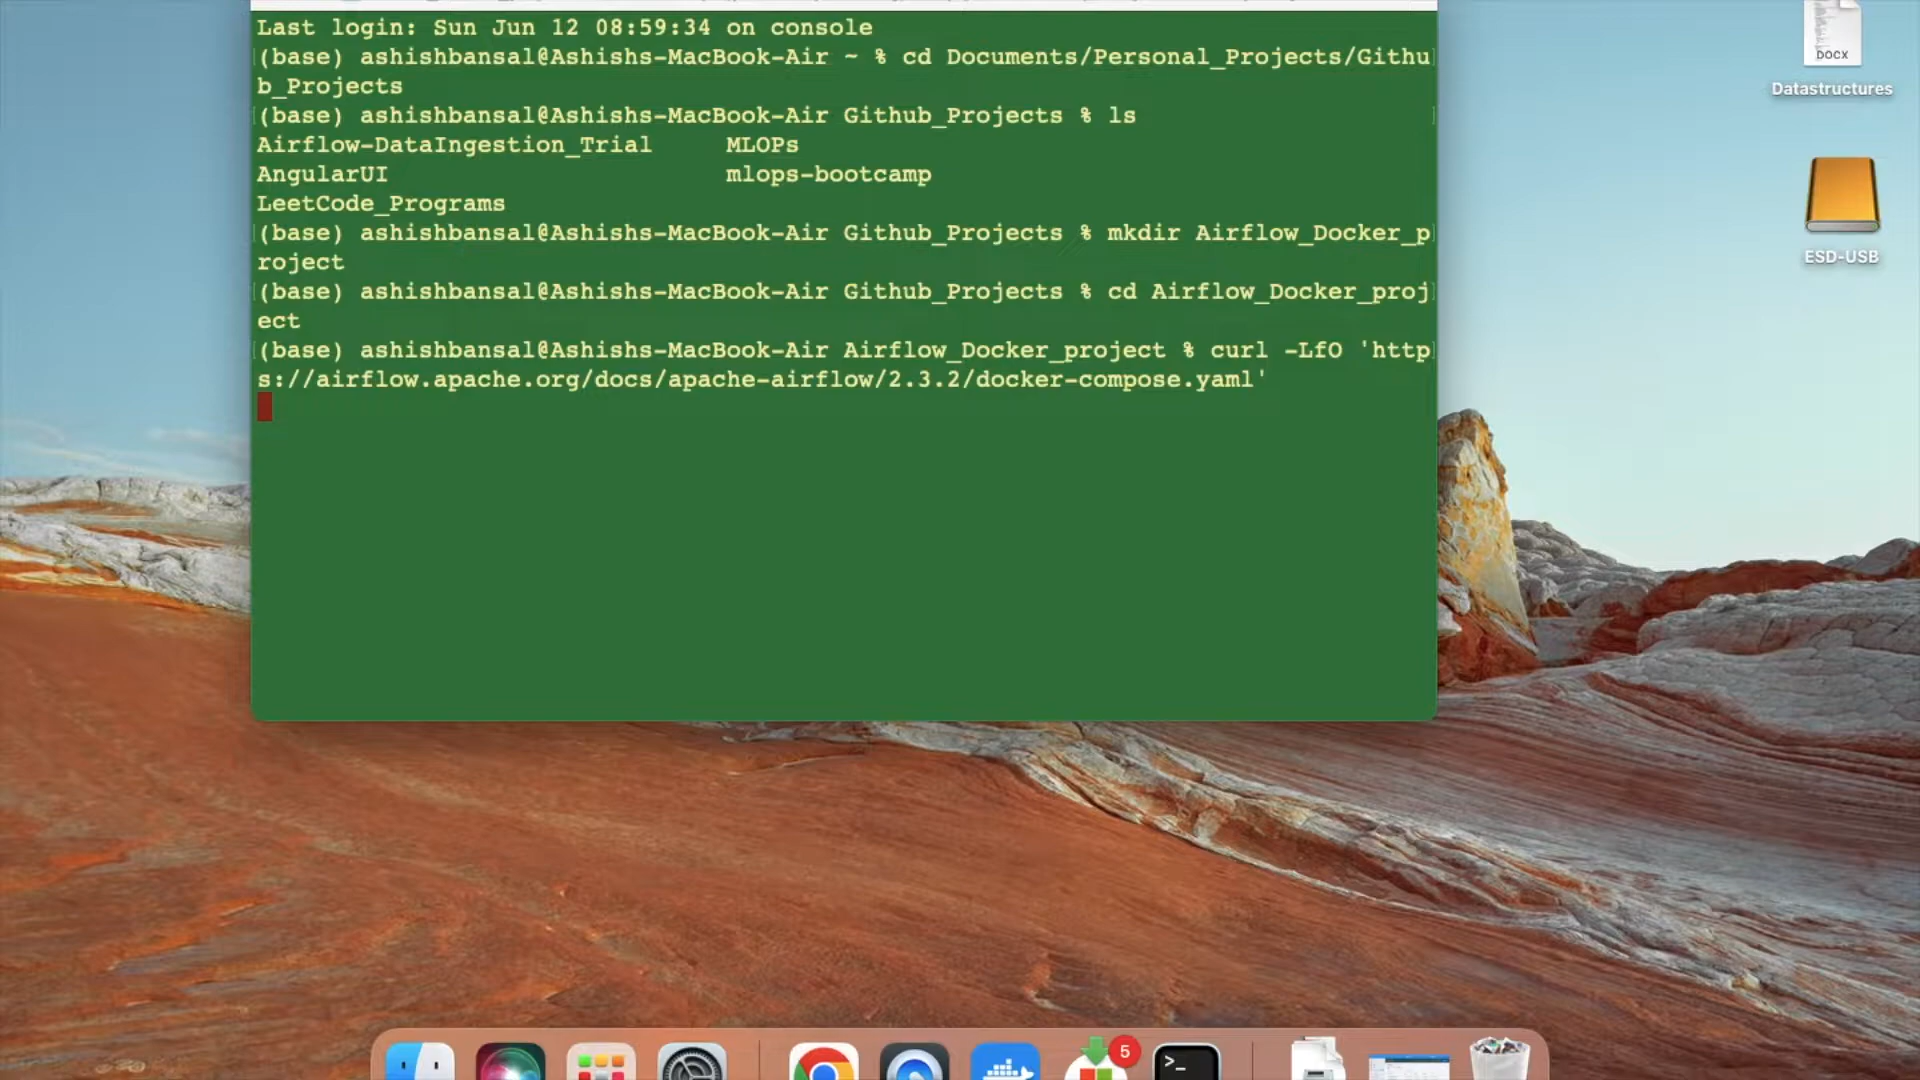 Last login: Sun Jun 12 08:59:34 on console
(base) ashishbansal@Ashishs-MacBook-Air ~ % cd Documents/Personal_Projects/Githu
b_Projects
(base) ashishbansal@Ashishs-MacBook-Air Github_Projects % ls
Airflow-DataIngestion_Trial MLOPs
AngularUI mlops-bootcamp
LeetCode_Programs
(base) ashishbansal@Ashishs-MacBook-Air Github_Projects % mkdir Airflow_Docker_p
roject
(base) ashishbansal@Ashishs-MacBook-Air Github_Projects % cd Airflow_Docker_proj
ect
(base) ashishbansal@Ashishs-MacBook-Air Airflow_Docker_project % curl -LfO 'http
s://airflow.apache.org/docs/apache-airflow/2.3.2/docker-compose.yaml'
DOCX
Datastructures
ESD-USB
5
>_